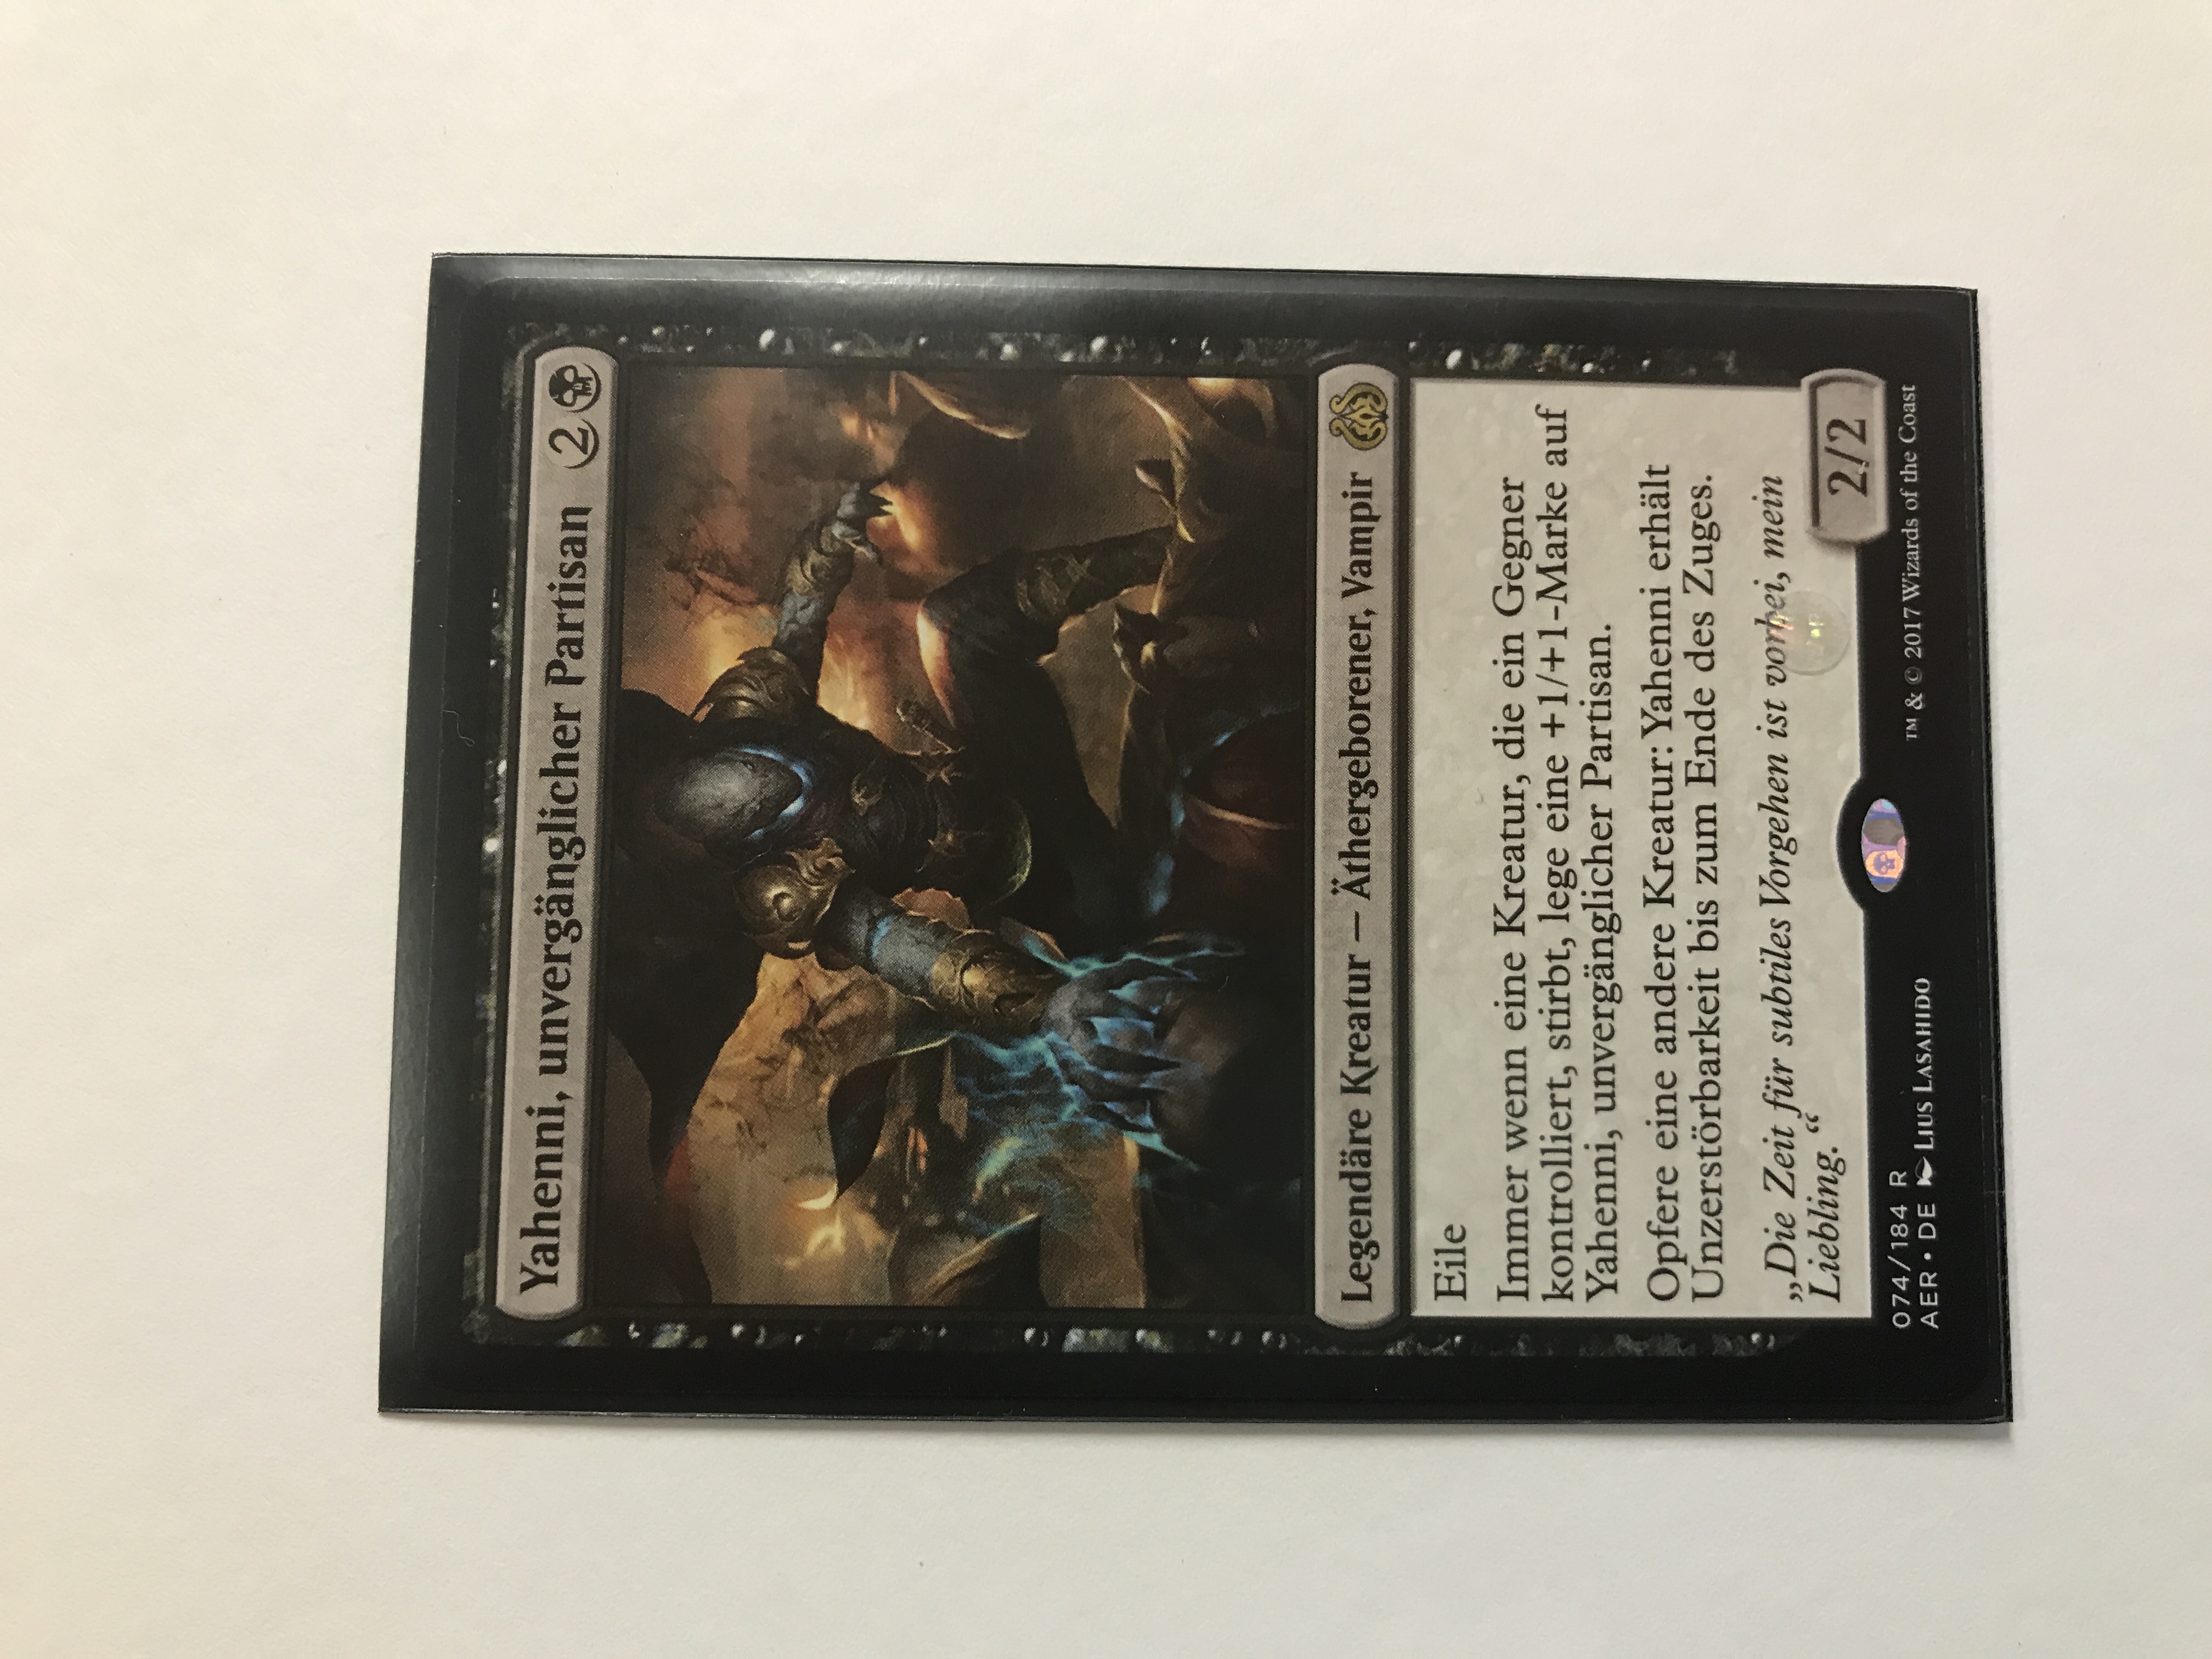 Yahenni, unvergänglicher Partisan 2
Legendäre Kreatur – Äthergeborener, Vampir
Eile
Immer wenn eine Kreatur, die ein Gegner
kontrolliert, stirbt, lege eine +1/+1-Marke auf
Yahenni, unvergänglicher Partisan.
Opfere eine andere Kreatur: Yahenni erhält
Unzerstörbarkeit bis zum Ende des Zuges.
„Die Zeit für subtiles Vorgehen ist vorbei, mein
Liebling.“
2/2
074/184 R
AER • DE LIUS LASAHIDO
™ & © 2017 Wizards of the Coast